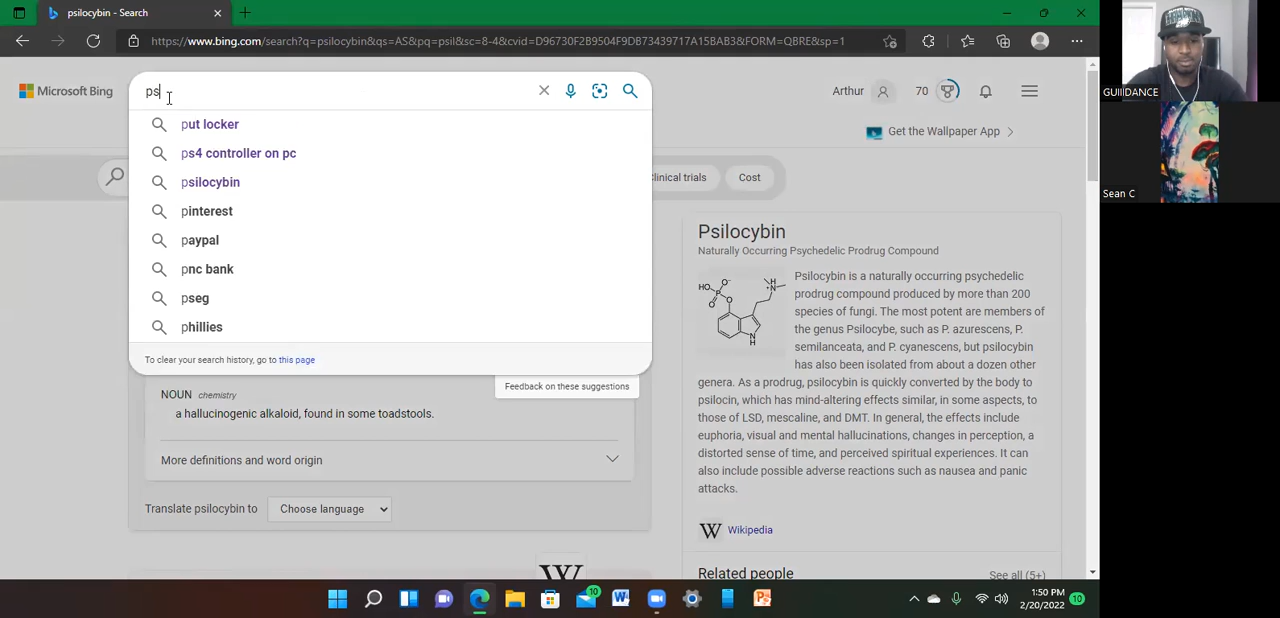 psilocybin - Search
https://www.bing.com/search?q=psilocybin&qs=AS&pq=psil&sc=8-4&cvid=D96730F2B9504F9DB73439717A15BAB3&FORM=QBRE&sp=1
Microsoft Bing
ps
Arthur
70
put locker
ps4 controller on pc
psilocybin
pinterest
paypal
pnc bank
pseg
phillies
To clear your search history, go to this page
Feedback on these suggestions
Get the Wallpaper App
Clinical trials
Cost
NOUN chemistry
a hallucinogenic alkaloid, found in some toadstools.
More definitions and word origin
Translate psilocybin to
Choose language
W
Psilocybin
Naturally Occurring Psychedelic Prodrug Compound
HO
O⁻
P
O
O
H
N
N
H
Psilocybin is a naturally occurring psychedelic
prodrug compound produced by more than 200
species of fungi. The most potent are members of
the genus Psilocybe, such as P. azurescens, P.
semilanceata, and P. cyanescens, but psilocybin
has also been isolated from about a dozen other
genera. As a prodrug, psilocybin is quickly converted by the body to
psilocin, which has mind-altering effects similar, in some aspects, to
those of LSD, mescaline, and DMT. In general, the effects include
euphoria, visual and mental hallucinations, changes in perception, a
distorted sense of time, and perceived spiritual experiences. It can
also include possible adverse reactions such as nausea and panic
attacks.
W Wikipedia
Related people
See all (5+)
GUIIIDANCE
Sean C
10
W
P
1:50 PM
2/20/2022
10